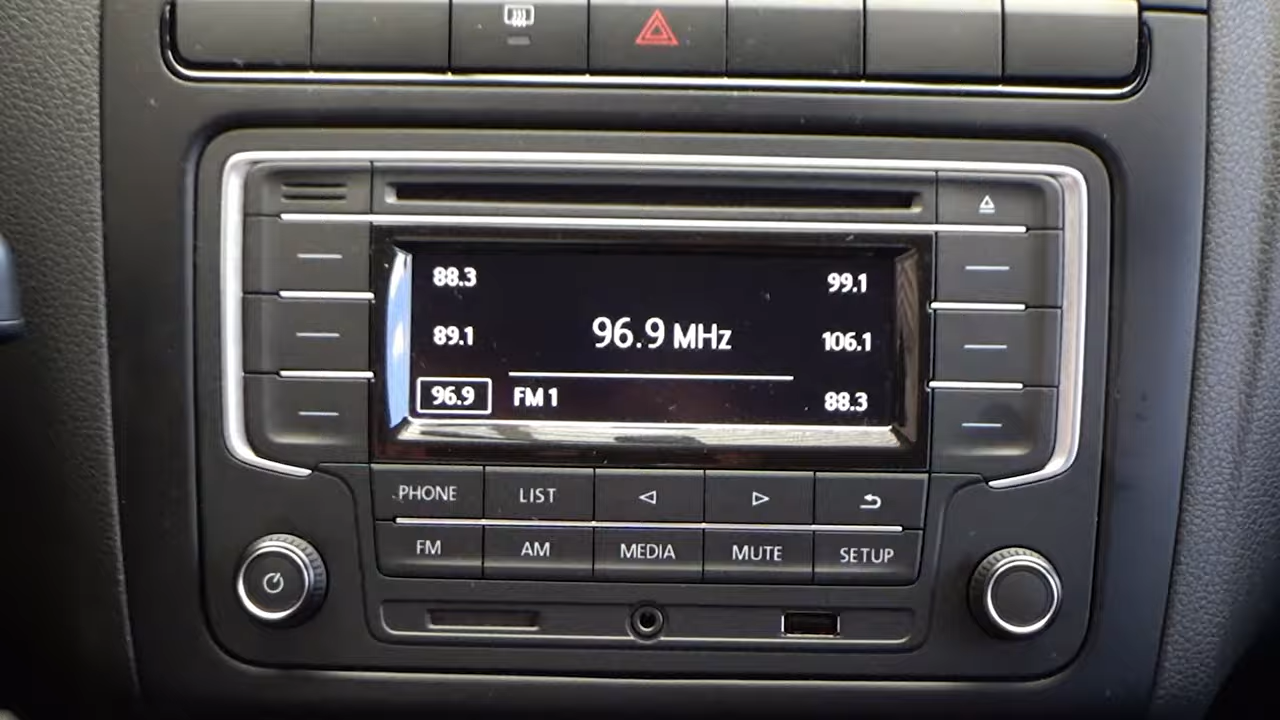 88.3
99.1
96.9 MHz
89.1
106.1
96.9
FM 1
88.3
PHONE
LIST
FM
AM
MEDIA
MUTE
SETUP